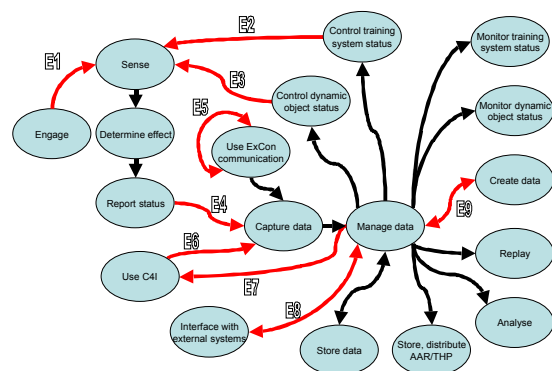 E2
Control training
system status
Monitor training
system status
E1
Sense
E3
Control dynamic
object status
Monitor dynamic
object status
E5
Engage
Determine effect
Use ExCon
communication
Create data
Report status
E4
E9
Capture data
Manage data
E6
Replay
Use C4I
E7
E8
Interface with
external systems
Analyse
Store data
Store, distribute
AAR/THP